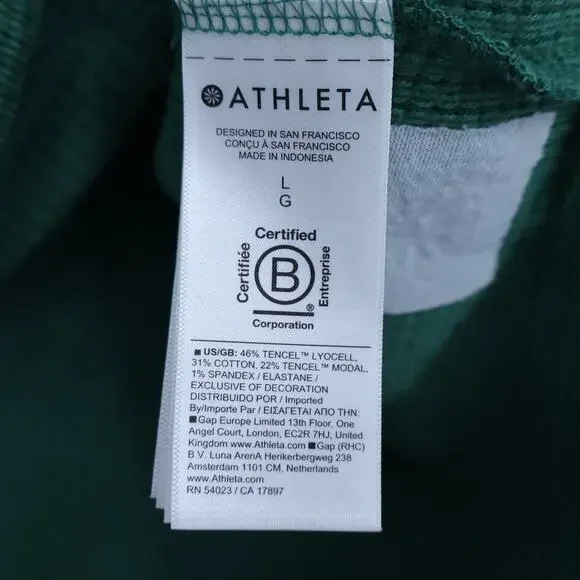 ATHLETA
DESIGNED IN SAN FRANCISCO
CONÇU À SAN FRANCISCO
MADE IN INDONESIA
L
G
Certified
Certifiée
B
Entreprise
®
Corporation
■ US/GB: 46% TENCEL™ LYOCELL,
31% COTTON, 22% TENCEL™ MODAL,
1% SPANDEX / ELASTANE /
EXCLUSIVE OF DECORATION
DISTRIBUIDO POR / Imported
By/Importe Par / ΕΙΣΑΓΕΤΑΙ ΑΠΟ ΤΗΝ:
■Gap Europe Limited 13th Floor, One
Angel Court, London, EC2R 7HJ, United
Kingdom www.Athleta.com ■Gap (RHC)
B.V. Luna ArenA Herikerbergweg 238
Amsterdam 1101 CM, Netherlands
www.Athleta.com
RN 54023 / CA 17897